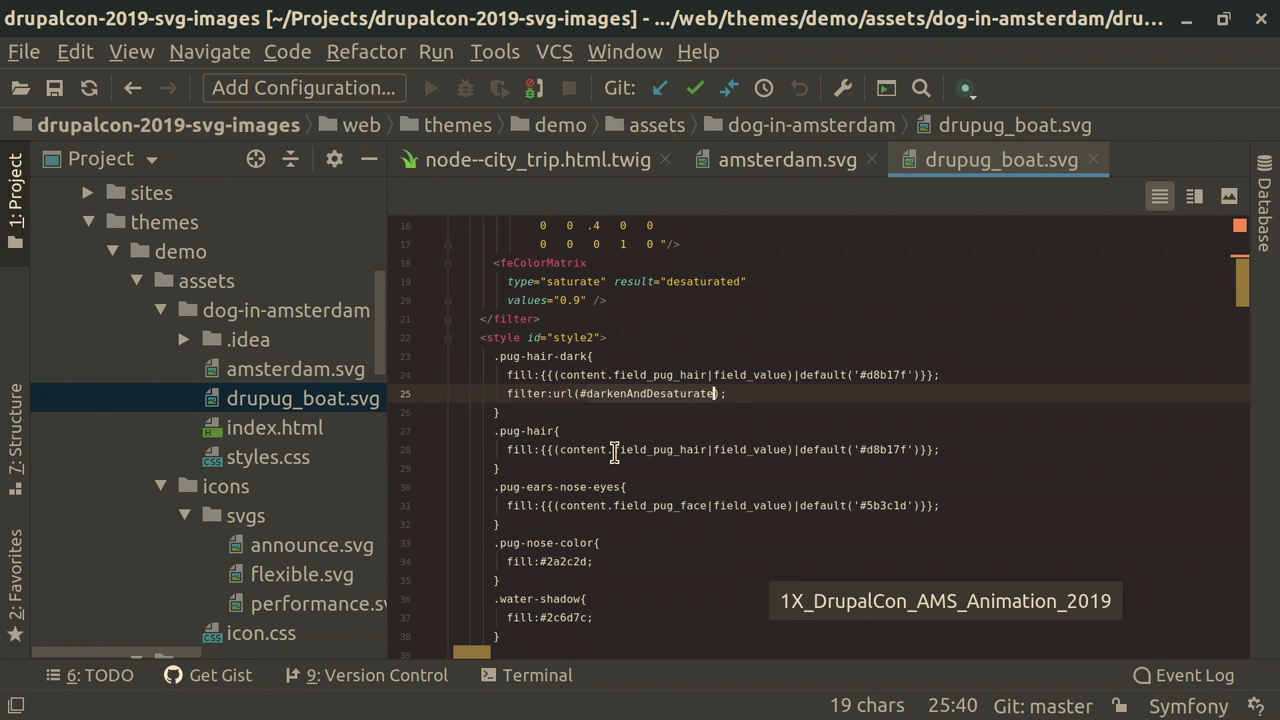 drupalcon-2019-svg-images [~/Projects/drupalcon-2019-svg-images] - .../web/themes/demo/assets/dog-in-amsterdam/dru...
File Edit View Navigate Code Refactor Run Tools VCS Window Help
Add Configuration... Git:
drupalcon-2019-svg-images web themes demo assets dog-in-amsterdam drupug_boat.svg
1: Project
7: Structure
2: Favorites
Project
sites
themes
demo
assets
dog-in-amsterdam
.idea
amsterdam.svg
drupug_boat.svg
index.html
styles.css
icons
svgs
announce.svg
flexible.svg
performance.sv
icon.css
node--city_trip.html.twig amsterdam.svg drupug_boat.svg
16 0 0 .4 0 0
17 0 0 0 1 0 "/>
18 <feColorMatrix
19 type="saturate" result="desaturated"
20 values="0.9" />
21 </filter>
22 <style id="style2">
23 .pug-hair-dark{
24 fill:{{(content.field_pug_hair|field_value)|default('#d8b17f')}};
25 filter:url(#darkenAndDesaturate);
26 }
27 .pug-hair{
28 fill:{{(content.field_pug_hair|field_value)|default('#d8b17f')}};
29 }
30 .pug-ears-nose-eyes{
31 fill:{{(content.field_pug_face|field_value)|default('#5b3c1d')}};
32 }
33 .pug-nose-color{
34 fill:#2a2c2d;
35 }
36 .water-shadow{
37 fill:#2c6d7c;
38 }
39
1X_DrupalCon_AMS_Animation_2019
Database
6: TODO Get Gist 9: Version Control Terminal Event Log
19 chars 25:40 Git: master Symfony